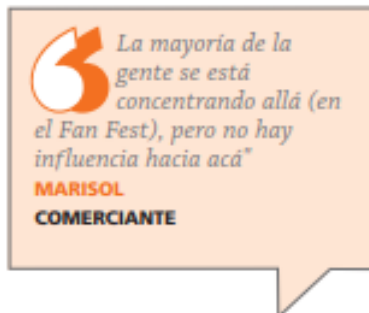 La mayoría de la
gente se está
concentrando allá (en
el Fan Fest), pero no hay
influencia hacia acá"
MARISOL
COMERCIANTE